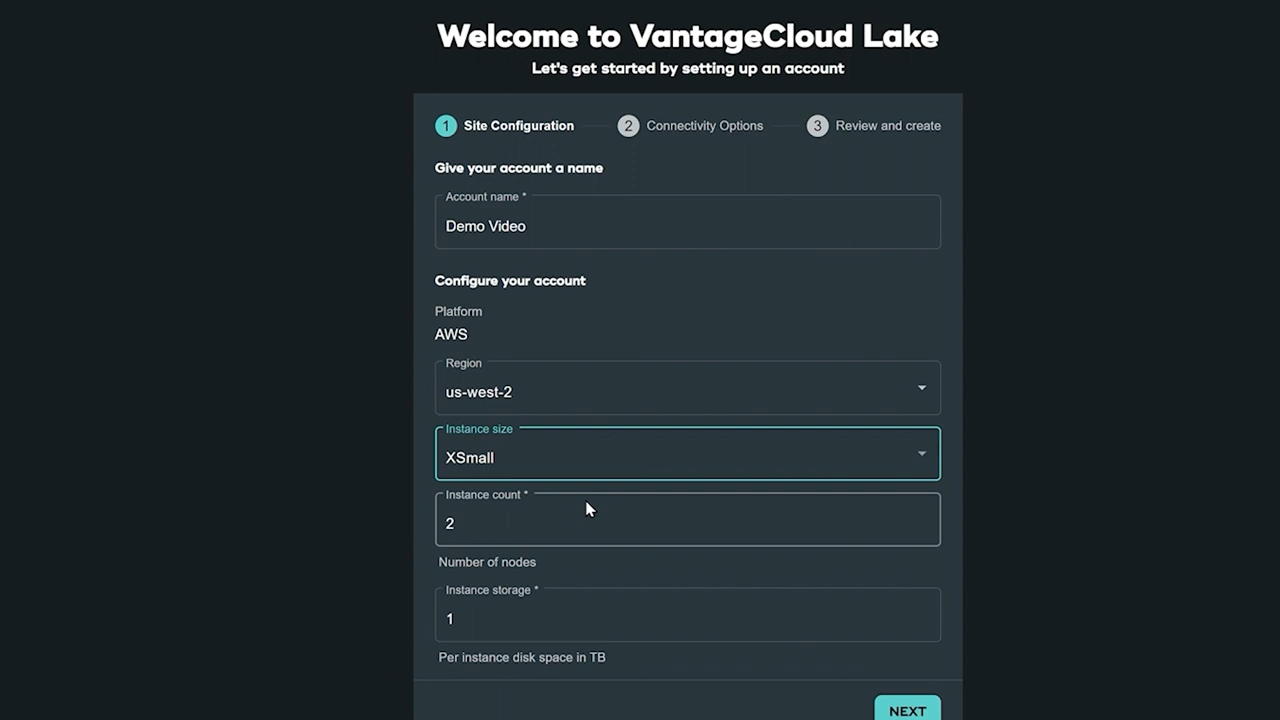 Welcome to VantageCloud Lake
Let's get started by setting up an account
1 Site Configuration 2 Connectivity Options 3 Review and create
Give your account a name
Account name *
Demo Video
Configure your account
Platform
AWS
Region
us-west-2
Instance size
XSmall
Instance count *
2
Number of nodes
Instance storage *
1
Per instance disk space in TB
NEXT